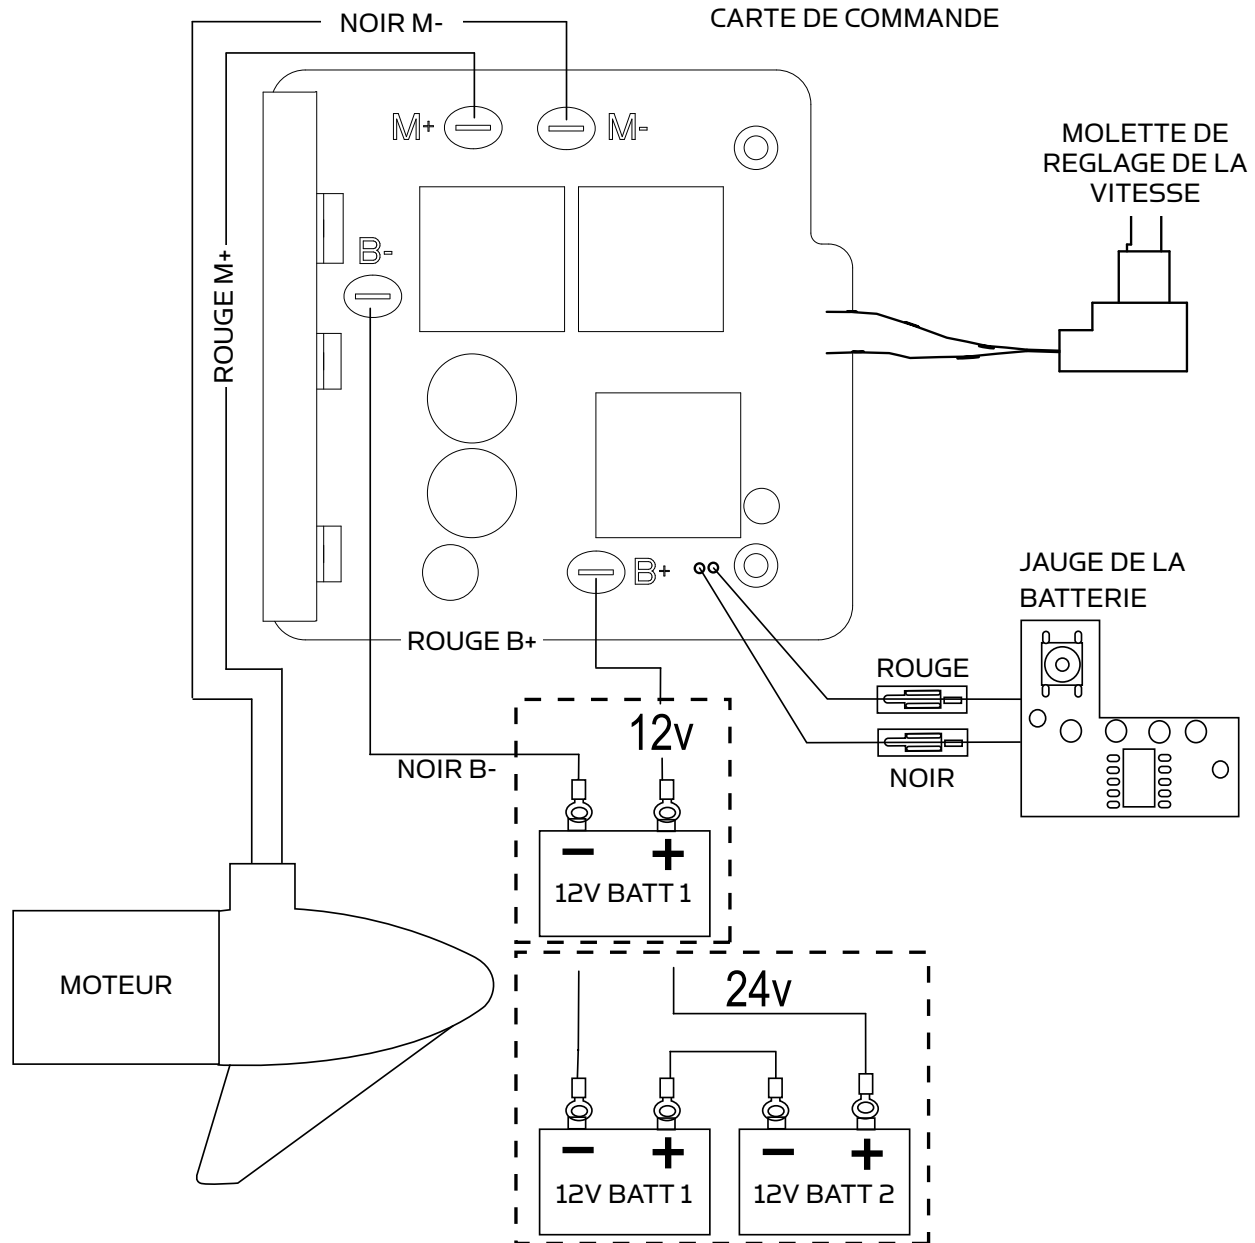 NOIR M-
CARTE DE COMMANDE
M+
M-
MOLETTE DE
REGLAGE DE LA
VITESSE
B-
ROUGE M+
B+
JAUGE DE LA
BATTERIE
ROUGE B+
ROUGE
12v
NOIR B-
NOIR
- +
12V BATT 1
MOTEUR
24v
- +
12V BATT 1
- +
12V BATT 2